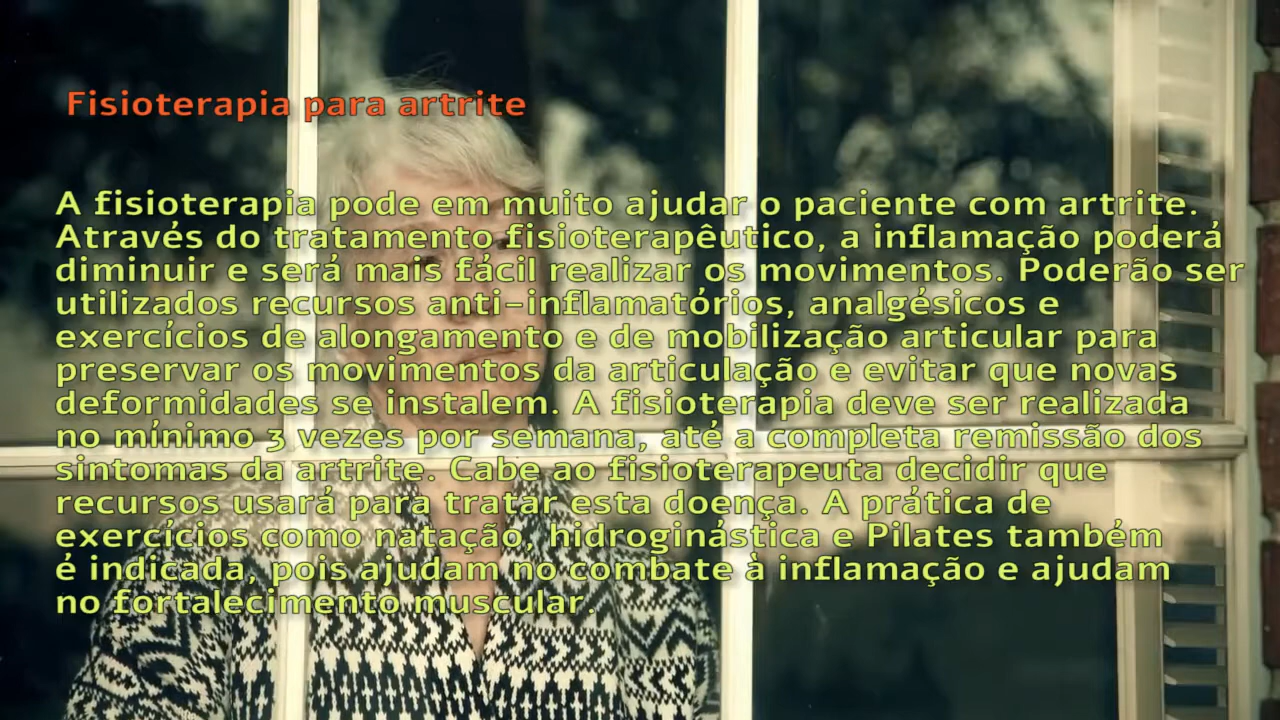 Fisioterapia para artrite
A fisioterapia pode em muito ajudar o paciente com artrite.
Através do tratamento fisioterapêutico, a inflamação poderá
diminuir e será mais fácil realizar os movimentos. Poderão ser
utilizados recursos anti-inflamatórios, analgésicos e
exercícios de alongamento e de mobilização articular para
preservar os movimentos da articulação e evitar que novas
deformidades se instalem. A fisioterapia deve ser realizada
no mínimo 3 vezes por semana, até a completa remissão dos
sintomas da artrite. Cabe ao fisioterapeuta decidir que
recursos usará para tratar esta doença. A prática de
exercícios como natação, hidroginástica e Pilates também
é indicada, pois ajudam no combate à inflamação e ajudam
no fortalecimento muscular.